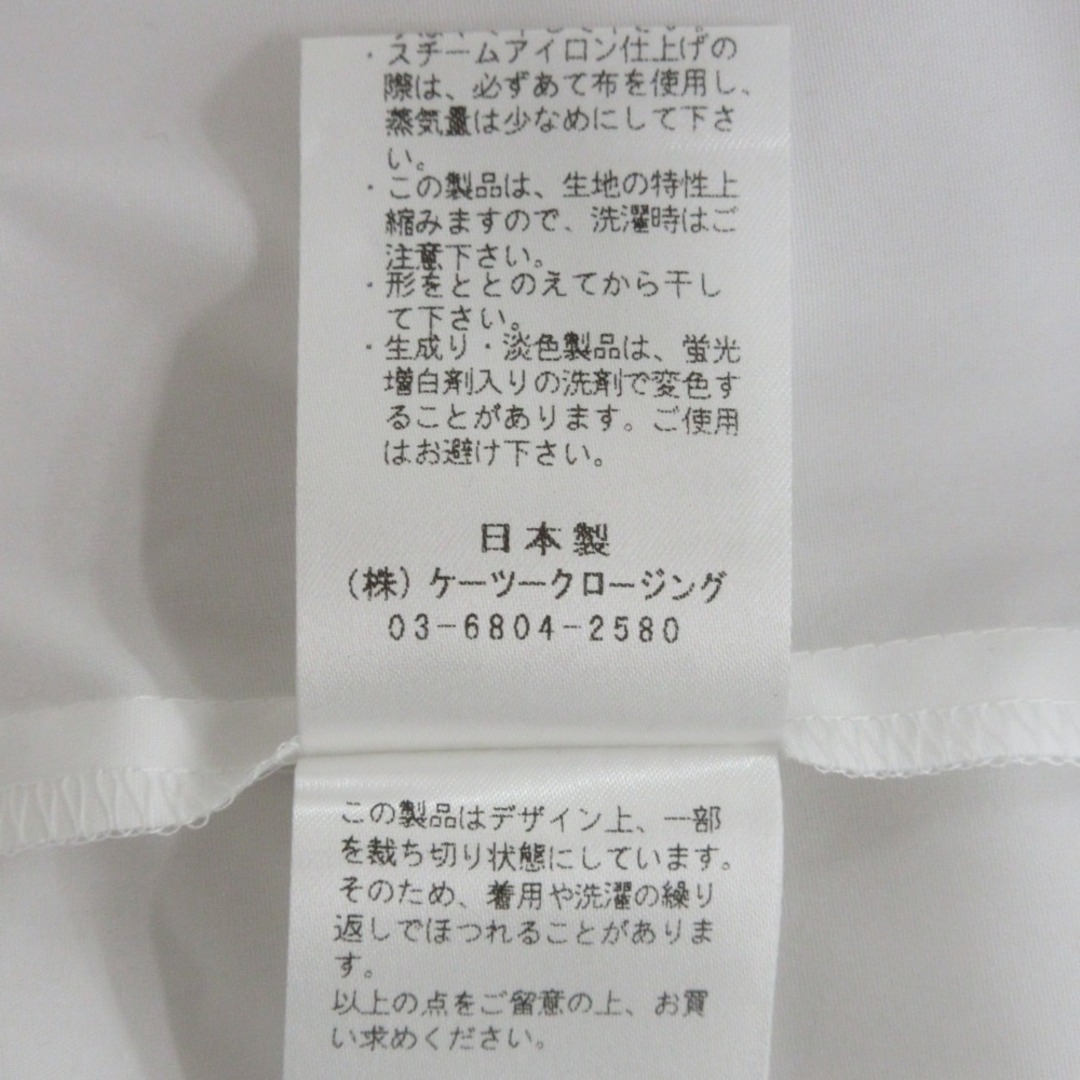 ・スチームアイロン仕上げの
際は、必ずあて布を使用し、
蒸気量は少なめにして下さ
い。
・この製品は、生地の特性上
縮みますので、洗濯時はご
注意下さい。
・形をととのえてから干し
て下さい。
・生成り・淡色製品は、蛍光
増白剤入りの洗剤で変色す
ることがあります。ご使用
はお避け下さい。
日本製
(株)ケーツークロージング
03-6804-2580
この製品はデザイン上、一部
を裁ち切り状態にしています。
そのため、着用や洗濯の繰り
返しでほつれることがありま
す。
以上の点をご留意の上、お買
い求めください。